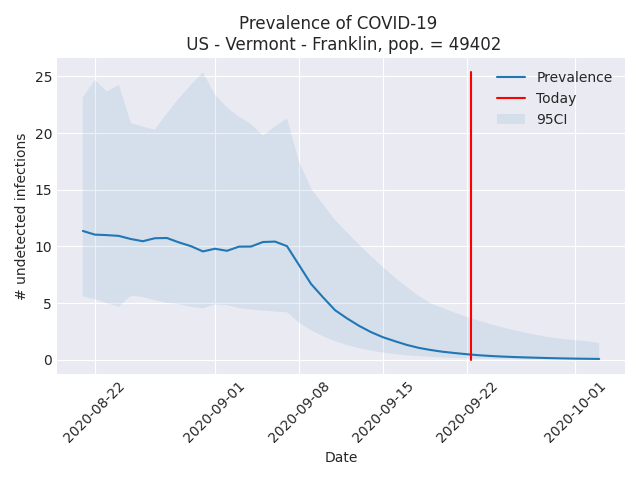 Prevalence of COVID-19
US - Vermont - Franklin, pop. = 49402
Prevalence
Today
95CI
# undetected infections
25
20
15
10
5
0
2020-08-22
2020-09-01
2020-09-08
2020-09-15
2020-09-22
2020-10-01
Date